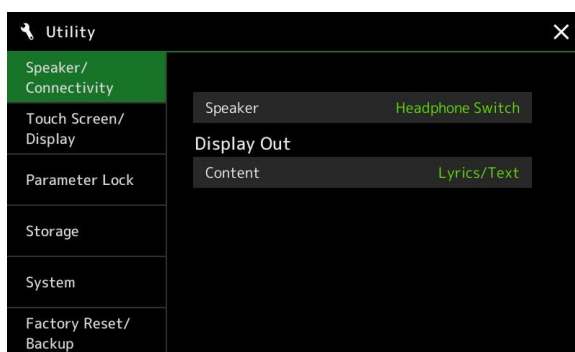 Utility
Speaker/
Connectivity
Touch Screen/
Display
Parameter Lock
Storage
System
Factory Reset/
Backup
Speaker Headphone Switch
Display Out
Content Lyrics/Text